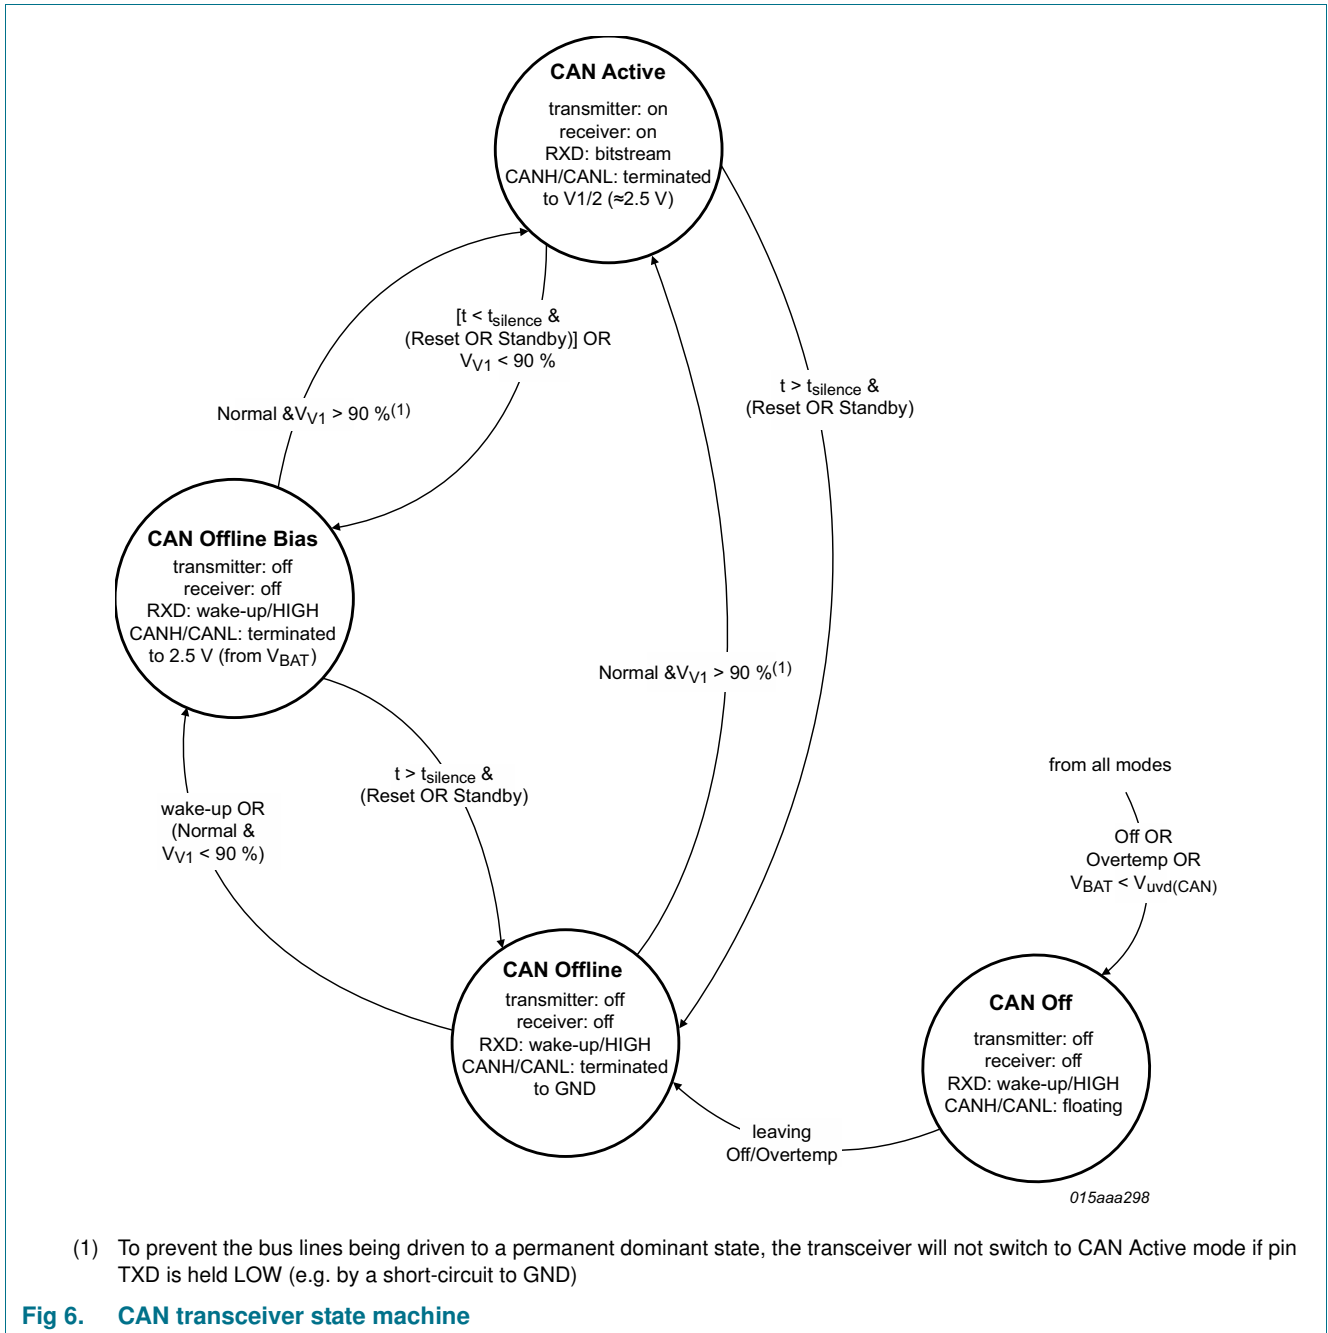 CAN Active
transmitter: on
receiver: on
RXD: bitstream
CANH/CANL: terminated
to V1/2 (≈2.5 V)
[t < tsilence &
(Reset OR Standby)] OR
VV1 < 90 %
t > tsilence &
(Reset OR Standby)
Normal &VV1 > 90 %(1)
CAN Offline Bias
transmitter: off
receiver: off
RXD: wake-up/HIGH
CANH/CANL: terminated
to 2.5 V (from VBAT)
Normal &VV1 > 90 %(1)
t > tsilence &
(Reset OR Standby)
wake-up OR
(Normal &
VV1 < 90 %)
from all modes
Off OR
Overtemp OR
VBAT < Vuvd(CAN)
CAN Offline
transmitter: off
receiver: off
RXD: wake-up/HIGH
CANH/CANL: terminated
to GND
CAN Off
transmitter: off
receiver: off
RXD: wake-up/HIGH
CANH/CANL: floating
leaving
Off/Overtemp
015aaa298
(1) To prevent the bus lines being driven to a permanent dominant state, the transceiver will not switch to CAN Active mode if pin
TXD is held LOW (e.g. by a short-circuit to GND)
Fig 6. CAN transceiver state machine